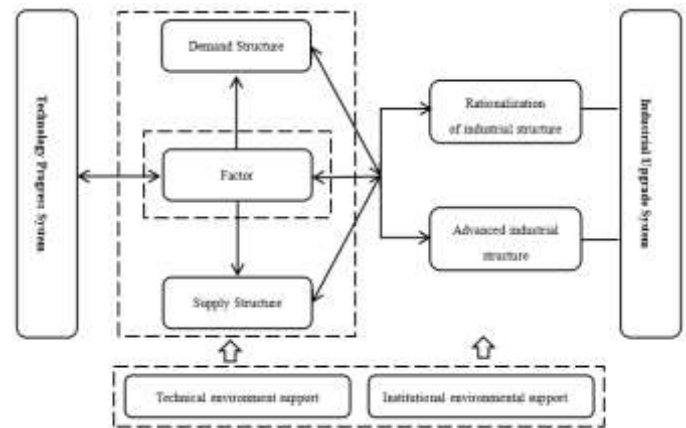 Technology Progress System
Demand Structure
Factor
Supply Structure
Rationalization
of industrial structure
Advanced industrial
structure
Industrial Upgrade System
Technical environment support
Institutional environmental support